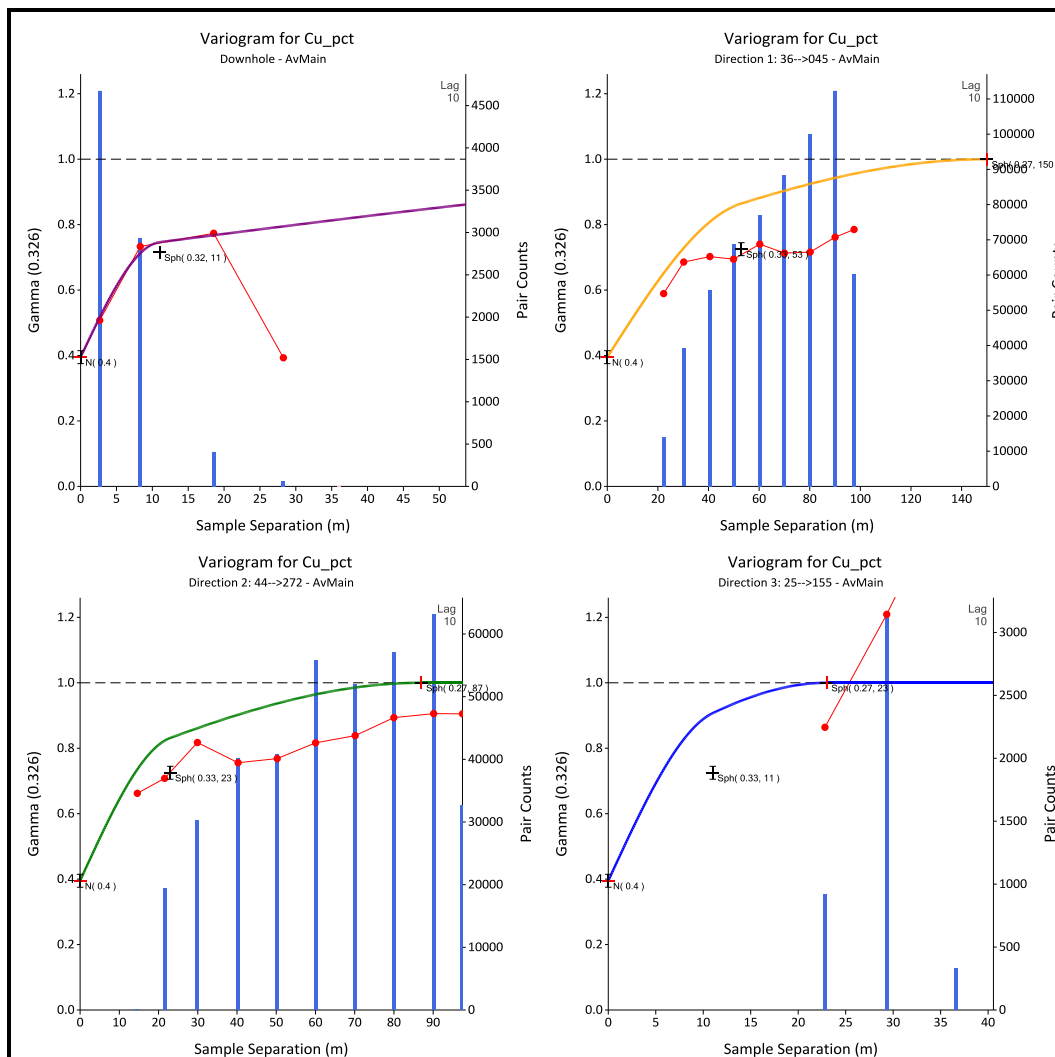 Variogram for Cu_pct
Downhole - AvMain
Lag
10
1.2
1.0
0.8
0.6
0.4
0.2
0.0
Gamma (0.326)
4500
4000
3500
3000
2500
2000
1500
1000
500
0
Pair Counts
Sph( 0.32, 11 )
N( 0.4 )
0 5 10 15 20 25 30 35 40 45 50
Sample Separation (m)
Variogram for Cu_pct
Direction 1: 36-->045 - AvMain
Lag
10
1.2
1.0
0.8
0.6
0.4
0.2
0.0
Gamma (0.326)
110000
100000
90000
80000
70000
60000
50000
40000
30000
20000
10000
0
Pair Counts
Sph( 0.27, 150
N( 0.4 )
0 20 40 60 80 100 120 140
Sample Separation (m)
Variogram for Cu_pct
Direction 2: 44-->272 - AvMain
Lag
10
1.2
1.0
0.8
0.6
0.4
0.2
0.0
Gamma (0.326)
60000
50000
40000
30000
20000
10000
0
Pair Counts
Sph( 0.27, 87 )
Sph( 0.33, 23 )
N( 0.4 )
0 10 20 30 40 50 60 70 80 90
Sample Separation (m)
Variogram for Cu_pct
Direction 3: 25-->155 - AvMain
Lag
10
1.2
1.0
0.8
0.6
0.4
0.2
0.0
Gamma (0.326)
3000
2500
2000
1500
1000
500
0
Pair Counts
Sph( 0.27, 23 )
Sph( 0.33, 11 )
N( 0.4 )
0 5 10 15 20 25 30 35 40
Sample Separation (m)